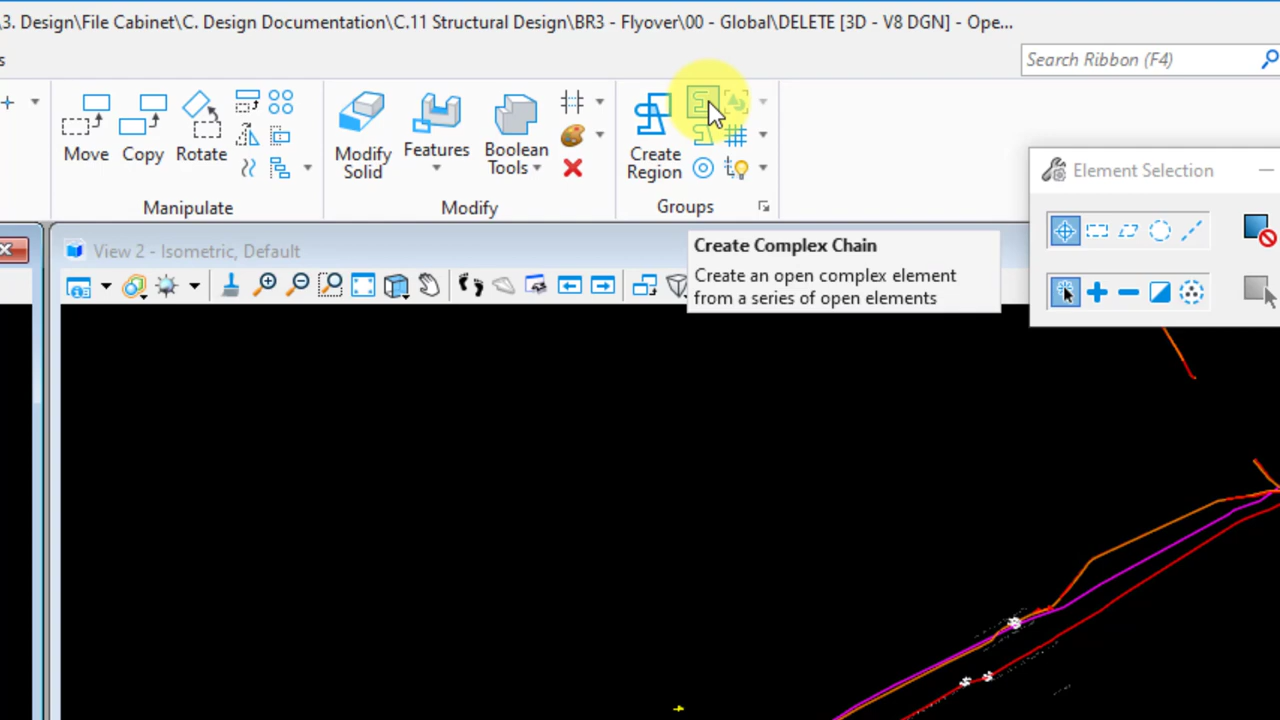 \3. Design\File Cabinet\C. Design Documentation\C.11 Structural Design\BR3 - Flyover\00 - Global\DELETE [3D - V8 DGN] - Ope...
s
Search Ribbon (F4)
Move
Copy
Rotate
Modify
Solid
Features
Boolean
Tools
Create
Region
Manipulate
Modify
Groups
Element Selection
View 2 - Isometric, Default
Create Complex Chain
Create an open complex element
from a series of open elements